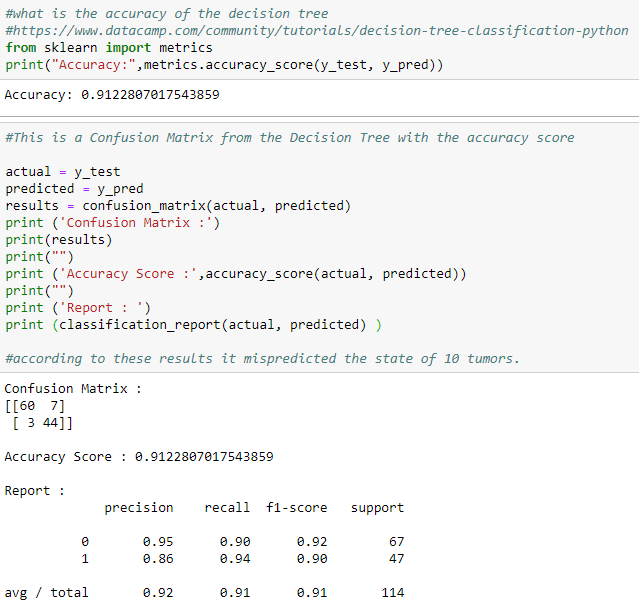 #what is the accuracy of the decision tree
#https://www.datacamp.com/community/tutorials/decision-tree-classification-python
from sklearn import metrics
print("Accuracy:",metrics.accuracy_score(y_test, y_pred))
Accuracy: 0.9122807017543859
#This is a Confusion Matrix from the Decision Tree with the accuracy score
actual = y_test
predicted = y_pred
results = confusion_matrix(actual, predicted)
print ('Confusion Matrix :')
print(results)
print("")
print ('Accuracy Score :',accuracy_score(actual, predicted))
print("")
print ('Report : ')
print (classification_report(actual, predicted) )
#according to these results it mispredicted the state of 10 tumors.
Confusion Matrix :
[[60  7]
 [ 3 44]]
Accuracy Score : 0.9122807017543859
Report :
             precision    recall  f1-score   support
          0       0.95      0.90      0.92        67
          1       0.86      0.94      0.90        47
avg / total       0.92      0.91      0.91       114